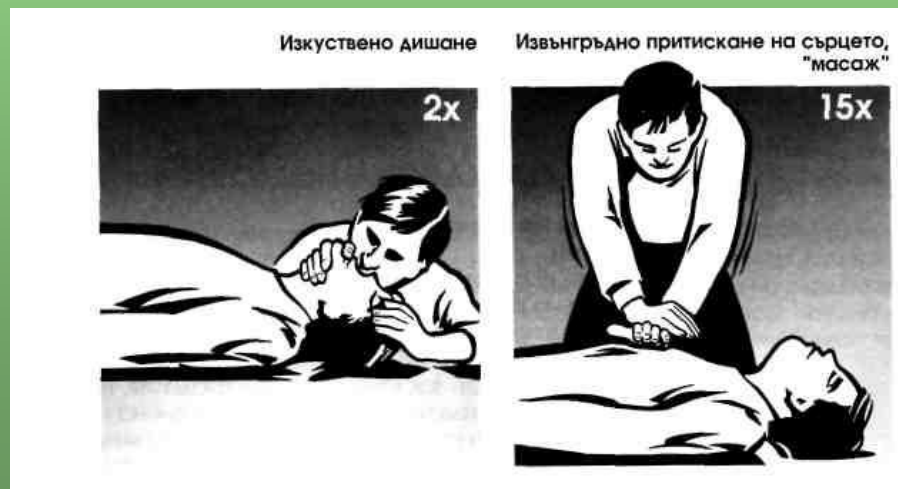 Изкуствено дишане
2x
Извънгръдно притискане на сърцето,
"масаж"
15x